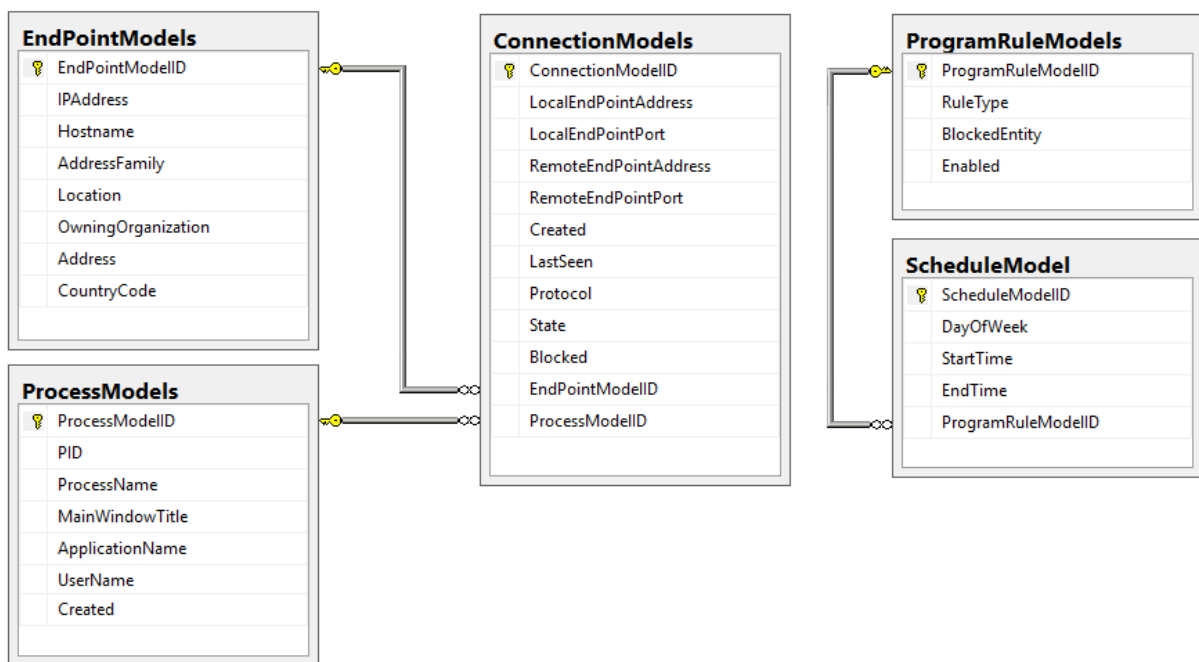 EndPointModels
EndPointModelID
IPAddress
Hostname
AddressFamily
Location
OwningOrganization
Address
CountryCode
ProcessModels
ProcessModelID
PID
ProcessName
MainWindowTitle
ApplicationName
UserName
Created
ConnectionModels
ConnectionModelID
LocalEndPointAddress
LocalEndPointPort
RemoteEndPointAddress
RemoteEndPointPort
Created
LastSeen
Protocol
State
Blocked
EndPointModelID
ProcessModelID
ProgramRuleModels
ProgramRuleModelID
RuleType
BlockedEntity
Enabled
ScheduleModel
ScheduleModelID
DayOfWeek
StartTime
EndTime
ProgramRuleModelID